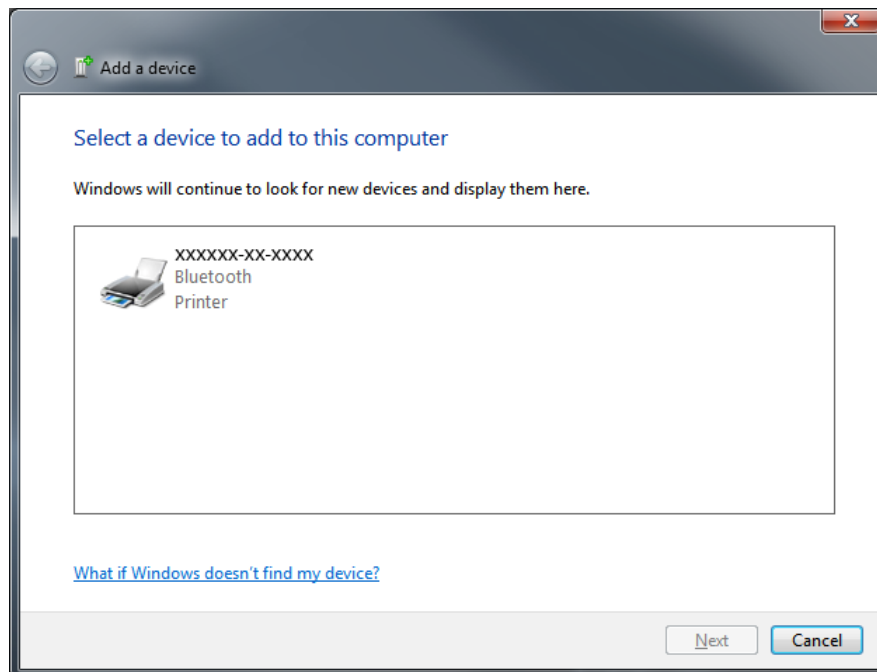 Add a device
Select a device to add to this computer
Windows will continue to look for new devices and display them here.
XXXXXX-XX-XXXX
Bluetooth
Printer
What if Windows doesn't find my device?
Next
Cancel